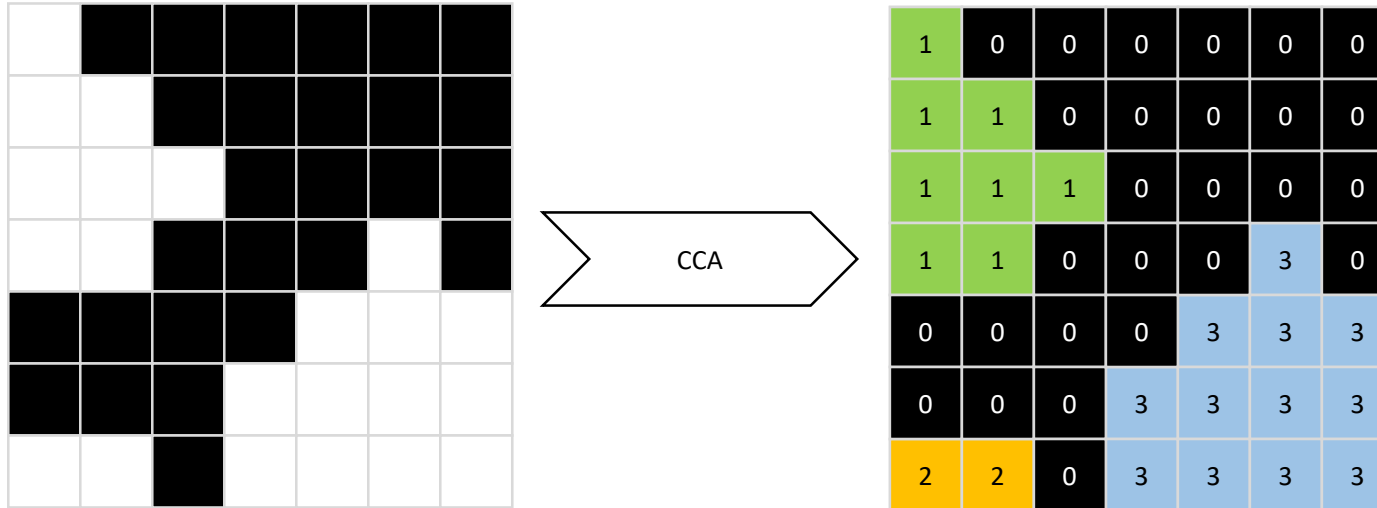 1 0 0 0 0 0 0
1 1 0 0 0 0 0
1 1 1 0 0 0 0
1 1 0 0 0 3 0
CCA
0 0 0 0 3 3 3
0 0 0 3 3 3 3
2 2 0 3 3 3 3